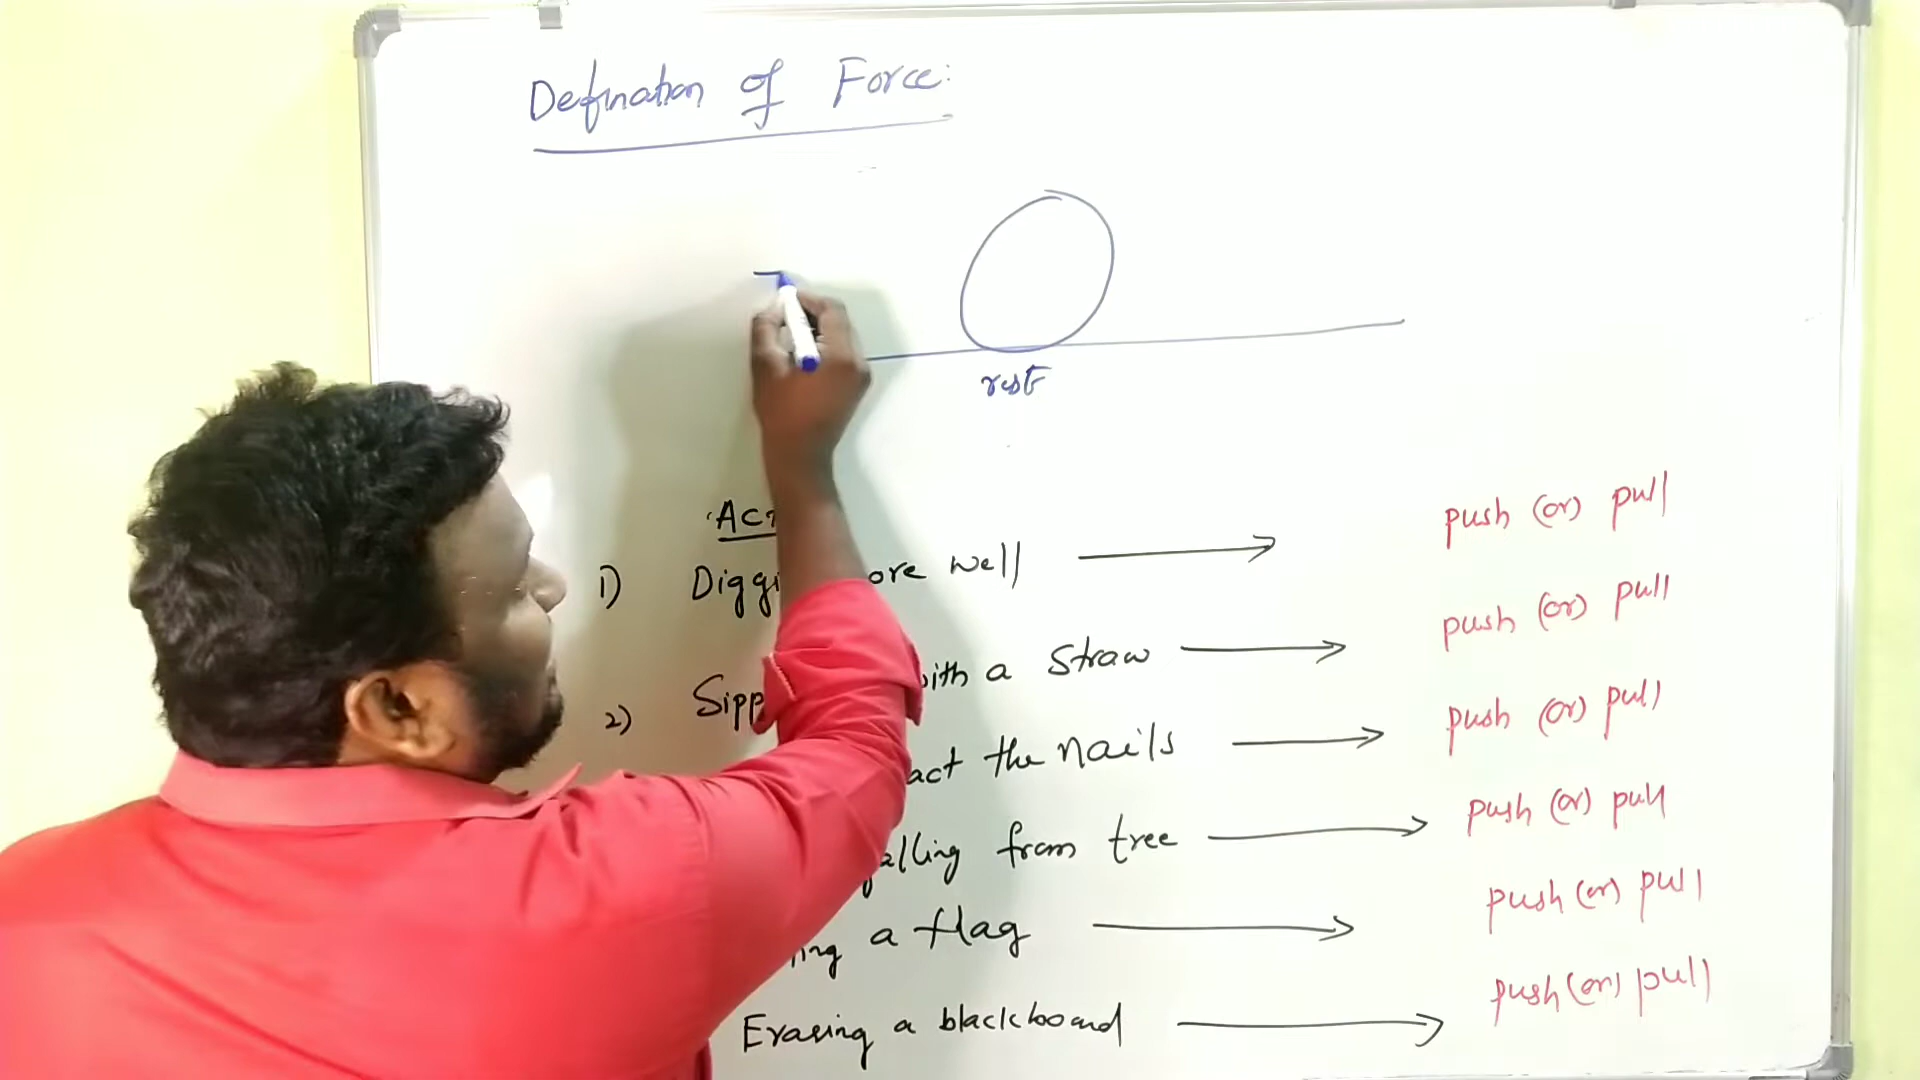 Defination of Force:
rest
Act
1) Diggi ore well → push (or) pull
2) Sipp ith a straw → push (or) pull
act the nails → push (or) pull
alling from tree → push (or) pull
ing a flag → push (or) pull
Erasing a blackboard → push (or) pull